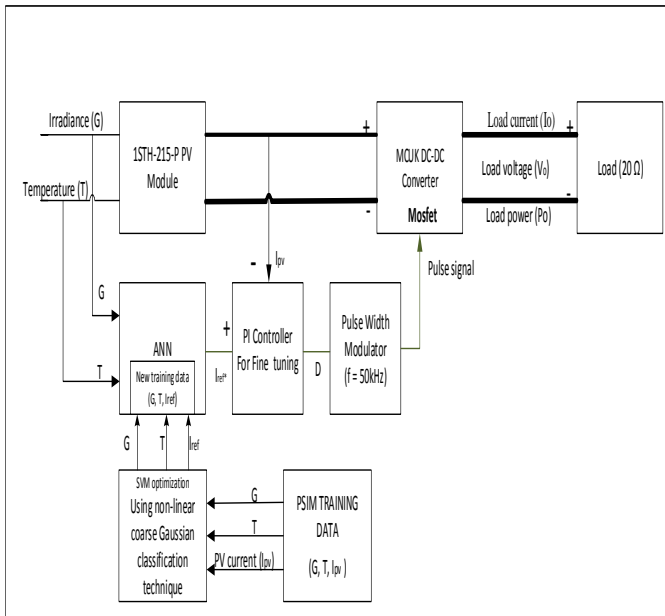 Irradiance (G)
Temperature (T)
1STH-215-P PV
Module
+
-
MCUK DC-DC
Converter
Mosfet
Load current (Io)
Load voltage (Vo)
Load power (Po)
+
-
Load (20 Ω)
Pulse signal
Ipv
-
G
T
ANN
New training data
(G, T, Iref)
+
Iref*
PI Controller
For Fine tuning
D
Pulse Width
Modulator
(f = 50kHz)
G
T
Iref
SVM optimization
Using non-linear
coarse Gaussian
classification
technique
G
T
PV current (Ipv)
PSIM TRAINING
DATA
(G, T, Ipv )